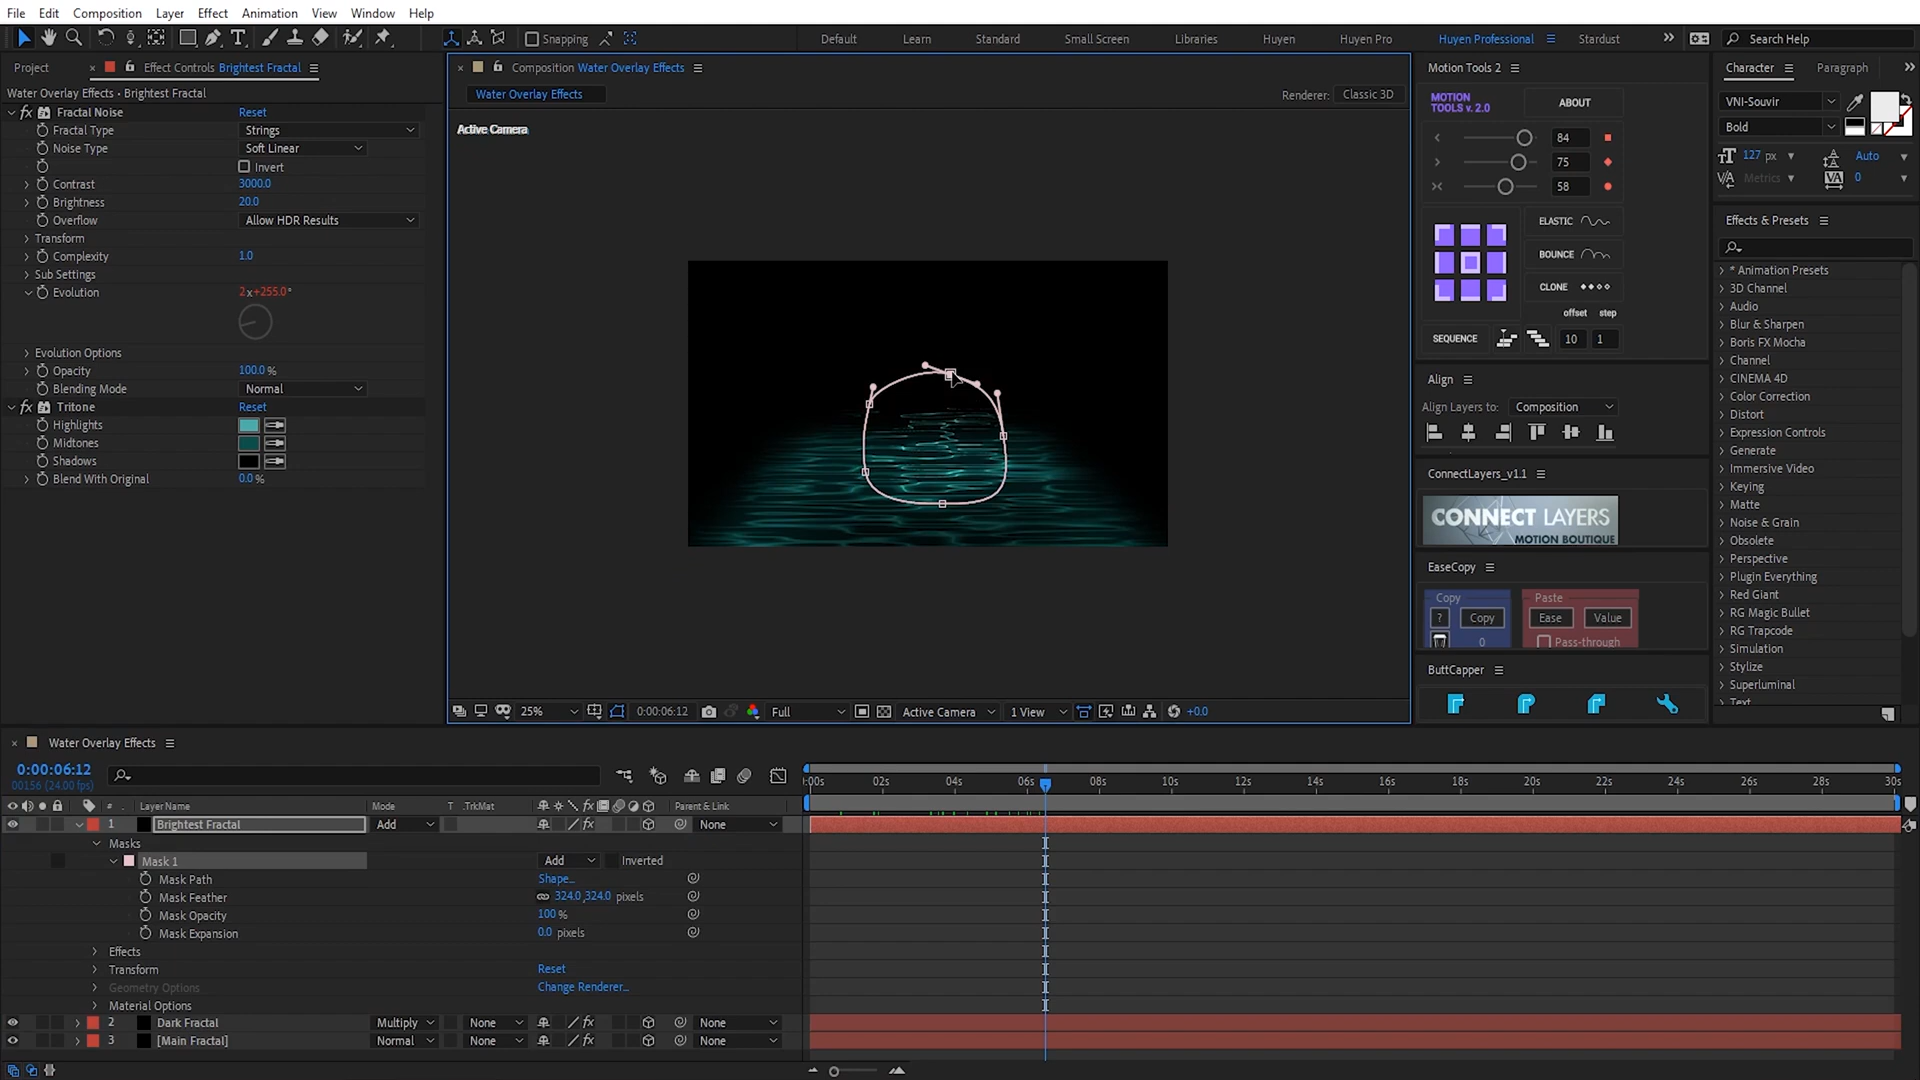 File Edit Composition Layer Effect Animation View Window Help
Snapping Default Learn Standard Small Screen Libraries Huyen Huyen Pro Huyen Professional Stardust Search Help
Project × Effect Controls Brightest Fractal
Water Overlay Effects • Brightest Fractal
fx Fractal Noise Reset
Fractal Type Strings
Noise Type Soft Linear
Invert
Contrast 3000.0
Brightness 20.0
Overflow Allow HDR Results
Transform
Complexity 1.0
Sub Settings
Evolution 2x+255.0°
Evolution Options
Opacity 100.0 %
Blending Mode Normal
fx Tritone Reset
Highlights
Midtones
Shadows
Blend With Original 0.0 %
× Composition Water Overlay Effects
Water Overlay Effects
Renderer: Classic 3D
Active Camera
25% 0:00:06:12 Full Active Camera 1 View +0.0
Motion Tools 2
MOTION
TOOLS v. 2.0
ABOUT
84
75
58
ELASTIC
BOUNCE
CLONE
offset step
SEQUENCE 10 1
Align
Align Layers to: Composition
ConnectLayers_v1.1
CONNECT LAYERS
MOTION BOUTIQUE
EaseCopy
Copy Paste
? Copy Ease Value
0 Pass-through
ButtCapper
Character Paragraph
VNI-Souvir
Bold
127 px Auto
Metrics 0
Effects & Presets
* Animation Presets
3D Channel
Audio
Blur & Sharpen
Boris FX Mocha
Channel
CINEMA 4D
Color Correction
Distort
Expression Controls
Generate
Immersive Video
Keying
Matte
Noise & Grain
Obsolete
Perspective
Plugin Everything
Red Giant
RG Magic Bullet
RG Trapcode
Simulation
Stylize
Superluminal
Text
× Water Overlay Effects
0:00:06:12
00156 (24.00 fps)
# Layer Name Mode T .TrkMat fx Parent & Link
:00s 02s 04s 06s 08s 10s 12s 14s 16s 18s 20s 22s 24s 26s 28s 30s
1 Brightest Fractal Add fx None
Masks
Mask 1 Add Inverted
Mask Path Shape...
Mask Feather 324.0,324.0 pixels
Mask Opacity 100 %
Mask Expansion 0.0 pixels
Effects
Transform Reset
Geometry Options Change Renderer...
Material Options
2 Dark Fractal Multiply None fx None
3 [Main Fractal] Normal None fx None